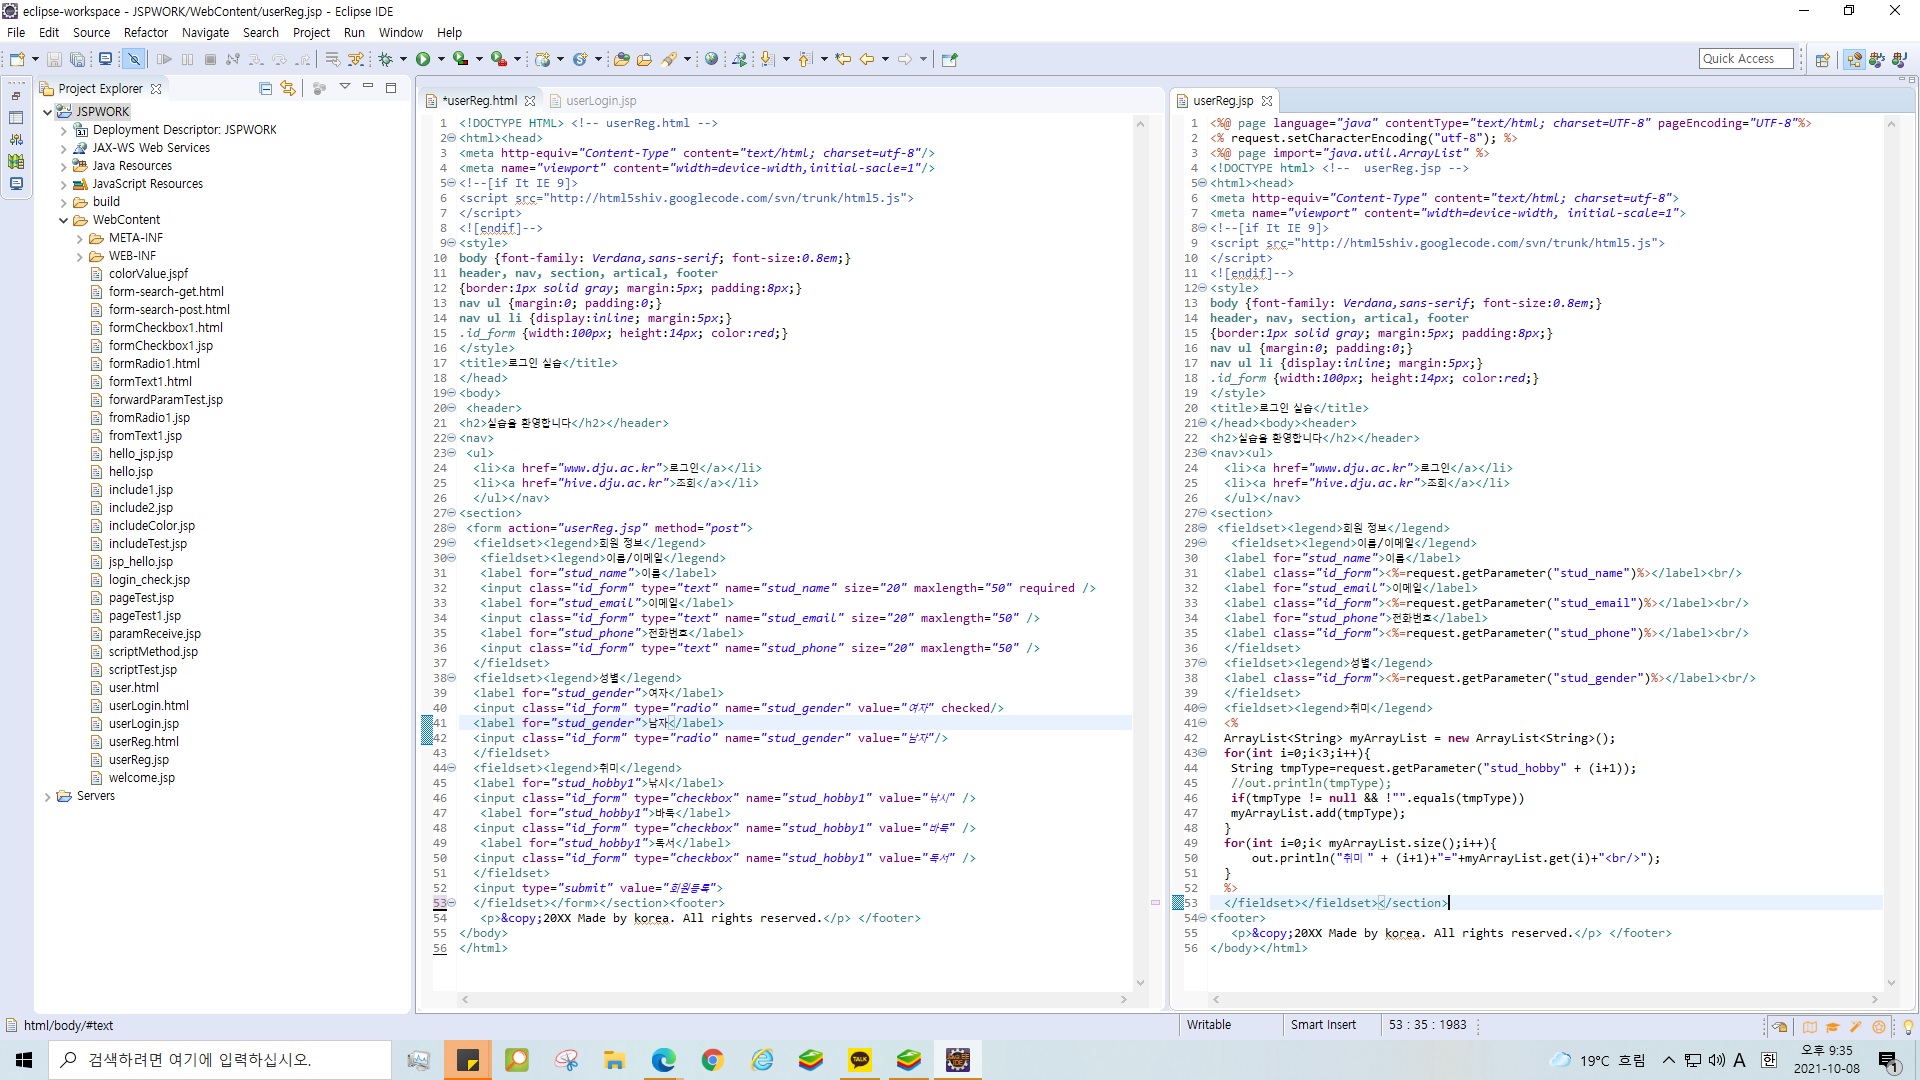 eclipse-workspace - JSPWORK/WebContent/userReg.jsp - Eclipse IDE
File Edit Source Refactor Navigate Search Project Run Window Help
Quick Access
Project Explorer
JSPWORK
Deployment Descriptor: JSPWORK
JAX-WS Web Services
Java Resources
JavaScript Resources
build
WebContent
META-INF
WEB-INF
colorValue.jspf
form-search-get.html
form-search-post.html
formCheckbox1.html
formCheckbox1.jsp
formRadio1.html
formText1.html
forwardParamTest.jsp
fromRadio1.jsp
fromText1.jsp
hello_jsp.jsp
hello.jsp
include1.jsp
include2.jsp
includeColor.jsp
includeTest.jsp
jsp_hello.jsp
login_check.jsp
pageTest.jsp
pageTest1.jsp
paramReceive.jsp
scriptMethod.jsp
scriptTest.jsp
user.html
userLogin.html
userLogin.jsp
userReg.html
userReg.jsp
welcome.jsp
Servers
*userReg.html userLogin.jsp
1 <!DOCTYPE HTML> <!-- userReg.html -->
2 <html><head>
3 <meta http-equiv="Content-Type" content="text/html; charset=utf-8"/>
4 <meta name="viewport" content="width=device-width,initial-sacle=1"/>
5 <!--[if It IE 9]>
6 <script src="http://html5shiv.googlecode.com/svn/trunk/html5.js">
7 </script>
8 <![endif]-->
9 <style>
10 body {font-family: Verdana,sans-serif; font-size:0.8em;}
11 header, nav, section, artical, footer
12 {border:1px solid gray; margin:5px; padding:8px;}
13 nav ul {margin:0; padding:0;}
14 nav ul li {display:inline; margin:5px;}
15 .id_form {width:100px; height:14px; color:red;}
16 </style>
17 <title>로그인 실습</title>
18 </head>
19 <body>
20 <header>
21 <h2>실습을 환영합니다</h2></header>
22 <nav>
23 <ul>
24 <li><a href="www.dju.ac.kr">로그인</a></li>
25 <li><a href="hive.dju.ac.kr">조회</a></li>
26 </ul></nav>
27 <section>
28 <form action="userReg.jsp" method="post">
29 <fieldset><legend>회원 정보</legend>
30 <fieldset><legend>이름/이메일</legend>
31 <label for="stud_name">이름</label>
32 <input class="id_form" type="text" name="stud_name" size="20" maxlength="50" required />
33 <label for="stud_email">이메일</label>
34 <input class="id_form" type="text" name="stud_email" size="20" maxlength="50" />
35 <label for="stud_phone">전화번호</label>
36 <input class="id_form" type="text" name="stud_phone" size="20" maxlength="50" />
37 </fieldset>
38 <fieldset><legend>성별</legend>
39 <label for="stud_gender">여자</label>
40 <input class="id_form" type="radio" name="stud_gender" value="여자" checked/>
41 <label for="stud_gender">남자</label>
42 <input class="id_form" type="radio" name="stud_gender" value="남자"/>
43 </fieldset>
44 <fieldset><legend>취미</legend>
45 <label for="stud_hobby1">낚시</label>
46 <input class="id_form" type="checkbox" name="stud_hobby1" value="낚시" />
47 <label for="stud_hobby1">바둑</label>
48 <input class="id_form" type="checkbox" name="stud_hobby1" value="바둑" />
49 <label for="stud_hobby1">독서</label>
50 <input class="id_form" type="checkbox" name="stud_hobby1" value="독서" />
51 </fieldset>
52 <input type="submit" value="회원등록">
53 </fieldset></form></section><footer>
54 <p>&copy;20XX Made by korea. All rights reserved.</p> </footer>
55 </body>
56 </html>
userReg.jsp
1 <%@ page language="java" contentType="text/html; charset=UTF-8" pageEncoding="UTF-8"%>
2 <% request.setCharacterEncoding("utf-8"); %>
3 <%@ page import="java.util.ArrayList" %>
4 <!DOCTYPE html> <!-- userReg.jsp -->
5 <html><head>
6 <meta http-equiv="Content-Type" content="text/html; charset=utf-8">
7 <meta name="viewport" content="width=device-width, initial-scale=1">
8 <!--[if It IE 9]>
9 <script src="http://html5shiv.googlecode.com/svn/trunk/html5.js">
10 </script>
11 <![endif]-->
12 <style>
13 body {font-family: Verdana,sans-serif; font-size:0.8em;}
14 header, nav, section, artical, footer
15 {border:1px solid gray; margin:5px; padding:8px;}
16 nav ul {margin:0; padding:0;}
17 nav ul li {display:inline; margin:5px;}
18 .id_form {width:100px; height:14px; color:red;}
19 </style>
20 <title>로그인 실습</title>
21 </head><body><header>
22 <h2>실습을 환영합니다</h2></header>
23 <nav><ul>
24 <li><a href="www.dju.ac.kr">로그인</a></li>
25 <li><a href="hive.dju.ac.kr">조회</a></li>
26 </ul></nav>
27 <section>
28 <fieldset><legend>회원 정보</legend>
29 <fieldset><legend>이름/이메일</legend>
30 <label for="stud_name">이름</label>
31 <label class="id_form"><%=request.getParameter("stud_name")%></label><br/>
32 <label for="stud_email">이메일</label>
33 <label class="id_form"><%=request.getParameter("stud_email")%></label><br/>
34 <label for="stud_phone">전화번호</label>
35 <label class="id_form"><%=request.getParameter("stud_phone")%></label><br/>
36 </fieldset>
37 <fieldset><legend>성별</legend>
38 <label class="id_form"><%=request.getParameter("stud_gender")%></label><br/>
39 </fieldset>
40 <fieldset><legend>취미</legend>
41 <%
42 ArrayList<String> myArrayList = new ArrayList<String>();
43 for(int i=0;i<3;i++){
44 String tmpType=request.getParameter("stud_hobby" + (i+1));
45 //out.println(tmpType);
46 if(tmpType != null && !"".equals(tmpType))
47 myArrayList.add(tmpType);
48 }
49 for(int i=0;i< myArrayList.size();i++){
50 out.println("취미 " + (i+1)+"="+myArrayList.get(i)+"<br/>");
51 }
52 %>
53 </fieldset></fieldset></section>
54 <footer>
55 <p>&copy;20XX Made by korea. All rights reserved.</p> </footer>
56 </body></html>
html/body/#text Writable Smart Insert 53 : 35 : 1983
검색하려면 여기에 입력하십시오.
TALK
19°C 흐림 A 한
오후 9:35
2021-10-08
1